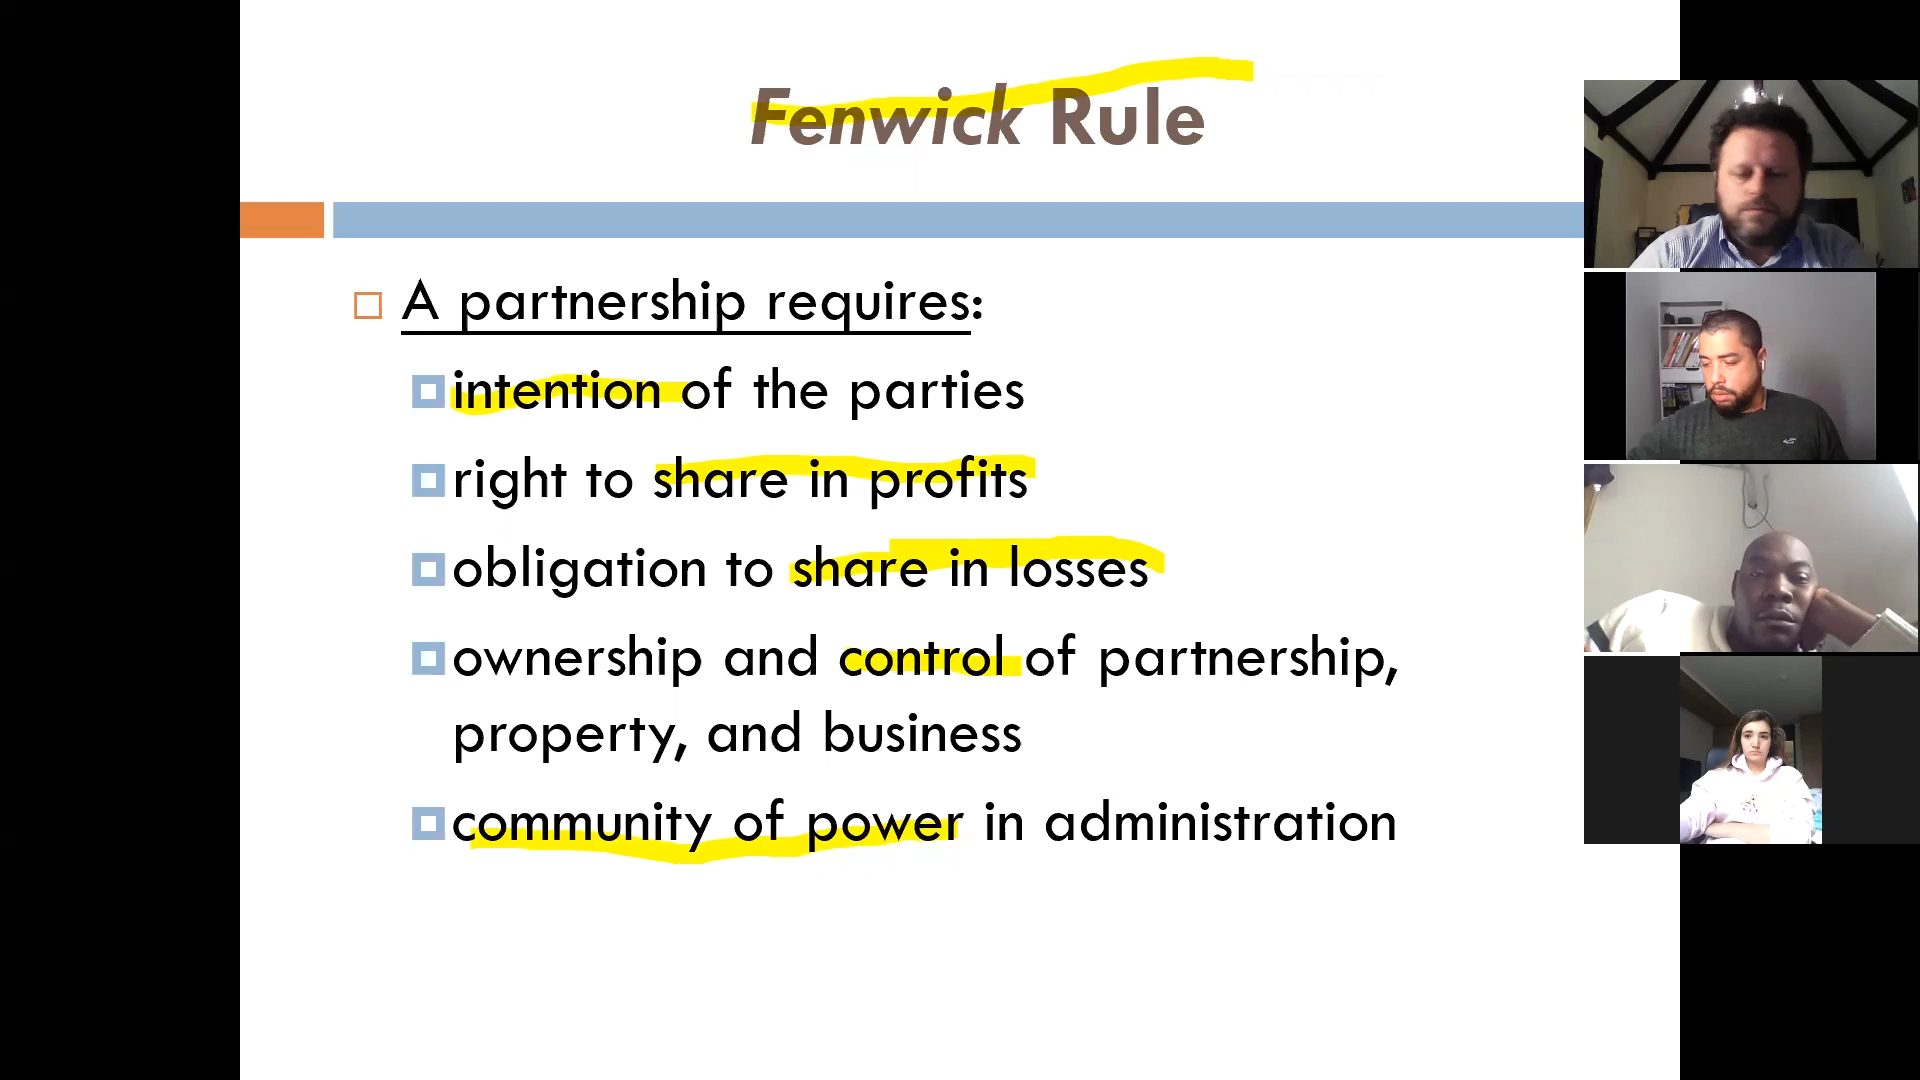 Fenwick Rule
A partnership requires:
intention of the parties
right to share in profits
obligation to share in losses
ownership and control of partnership,
property, and business
community of power in administration